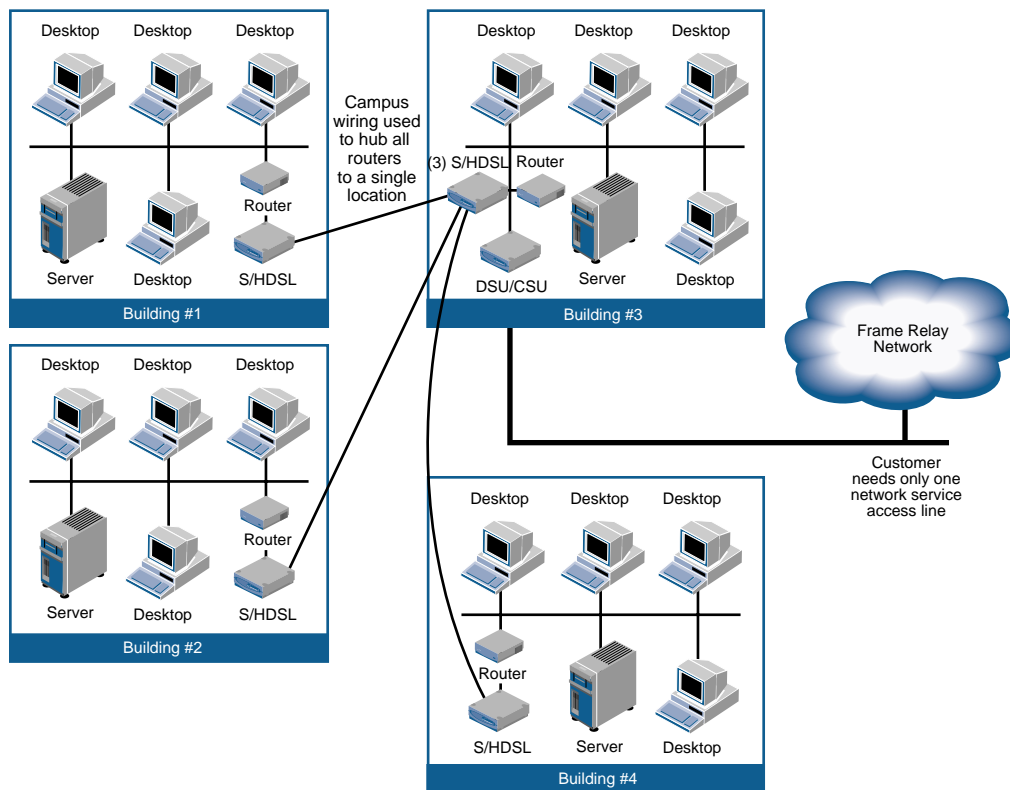 Desktop Desktop Desktop
Router
Server Desktop S/HDSL
Building #1
Campus
wiring used
to hub all
routers
to a single
location
Desktop Desktop Desktop
(3) S/HDSL Router
DSU/CSU Server Desktop
Building #3
Frame Relay
Network
Customer
needs only one
network service
access line
Desktop Desktop Desktop
Router
Server Desktop S/HDSL
Building #2
Desktop Desktop Desktop
Router
S/HDSL Server Desktop
Building #4